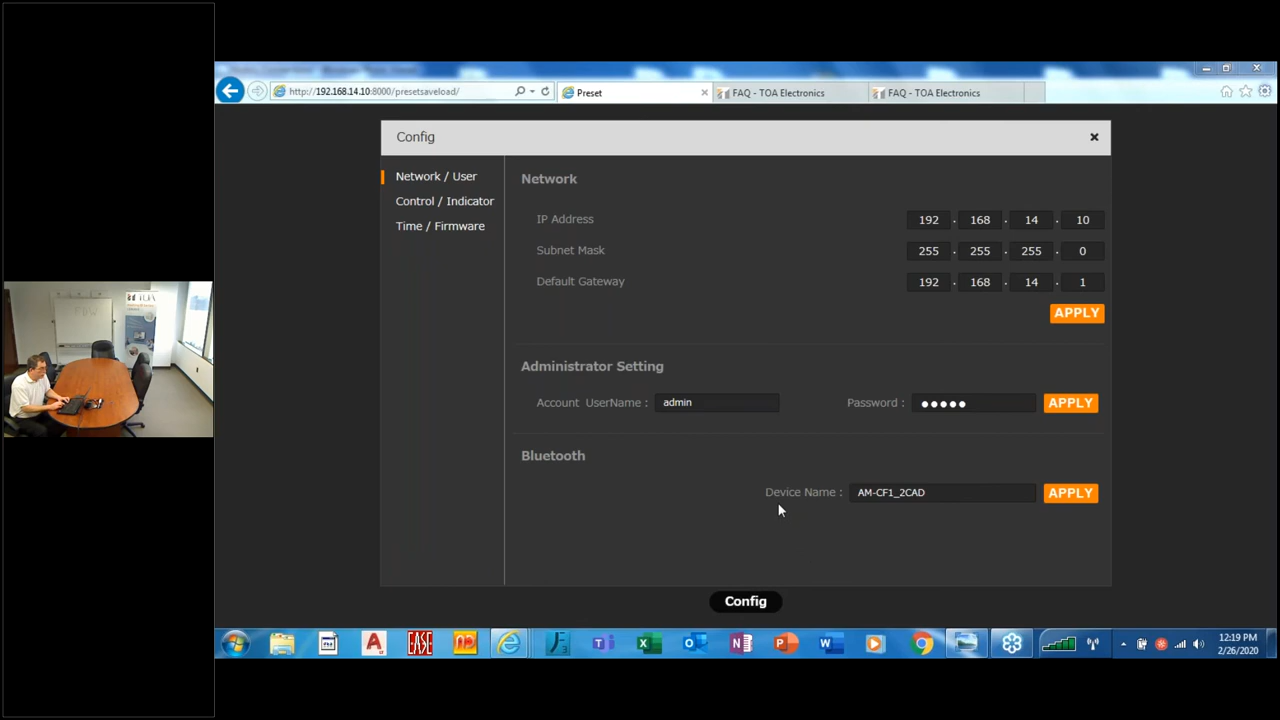 http://192.168.14.10:8000/presetsaveload/
Preset
FAQ - TOA Electronics
FAQ - TOA Electronics
Config
Network / User
Control / Indicator
Time / Firmware
Network
IP Address
192 . 168 . 14 . 10
Subnet Mask
255 . 255 . 255 . 0
Default Gateway
192 . 168 . 14 . 1
APPLY
Administrator Setting
Account UserName : admin
Password : ●●●●● APPLY
Bluetooth
Device Name : AM-CF1_2CAD APPLY
Config
TOA
EASE
12:19 PM
2/26/2020